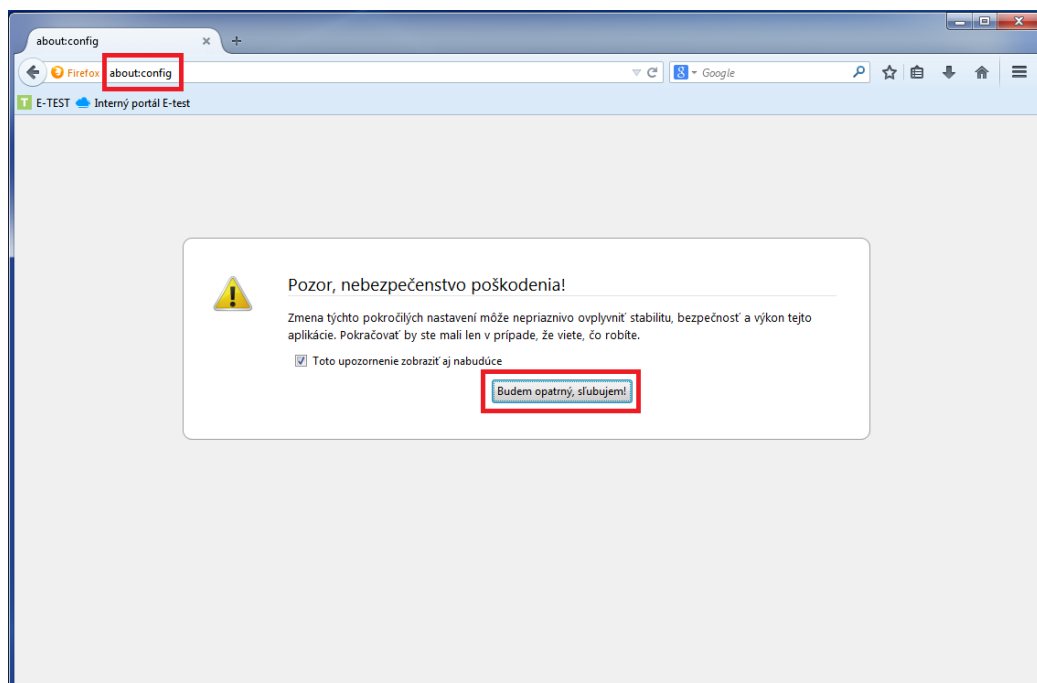 about:config
Firefox about:config
Google
E-TEST Interný portál E-test
Pozor, nebezpečenstvo poškodenia!
Zmena týchto pokročilých nastavení môže nepriaznivo ovplyvniť stabilitu, bezpečnosť a výkon tejto
aplikácie. Pokračovať by ste mali len v prípade, že viete, čo robíte.
Toto upozornenie zobraziť aj nabudúce
Budem opatrný, sľubujem!